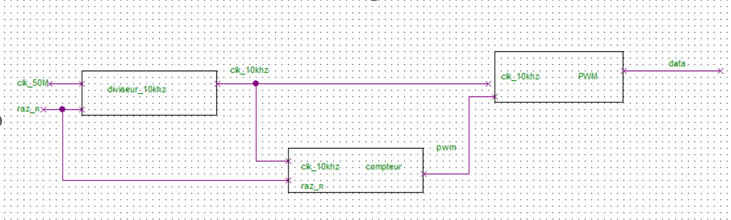 clk_50M
raz_n
diviseur_10khz
clk_10khz
clk_10khz PWM
data
pwm
clk_10khz compteur
raz_n